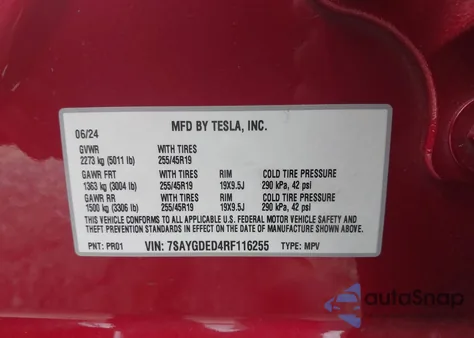 06/24 MFD BY TESLA, INC.
GVWR WITH TIRES
2273 kg (5011 lb) 255/45R19
GAWR FRT WITH TIRES RIM COLD TIRE PRESSURE
1363 kg (3004 lb) 255/45R19 19X9.5J 290 kPa, 42 psi
GAWR RR WITH TIRES RIM COLD TIRE PRESSURE
1500 kg (3306 lb) 255/45R19 19X9.5J 290 kPa, 42 psi
THIS VEHICLE CONFORMS TO ALL APPLICABLE U.S. FEDERAL MOTOR VEHICLE SAFETY AND
THEFT PREVENTION STANDARDS IN EFFECT ON THE DATE OF MANUFACTURE SHOWN ABOVE.
PNT: PR01 VIN: 7SAYGDED4RF116255 TYPE: MPV
autoSnap